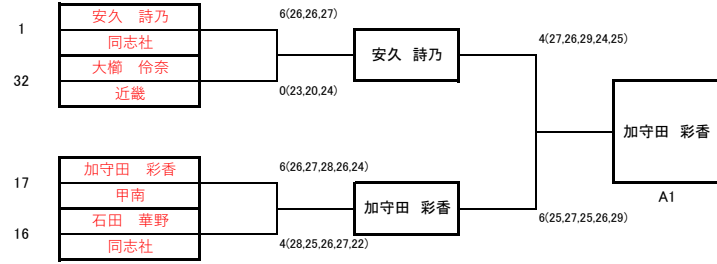 1
安久　詩乃
同志社
6(26,26,27)
32
大櫛　伶奈
近畿
0(23,20,24)
安久 詩乃
4(27,26,29,24,25)
17
加守田　彩香
甲南
6(26,27,28,26,24)
16
石田　華野
同志社
4(28,25,26,27,22)
加守田 彩香
6(25,27,25,26,29)
加守田 彩香
A1